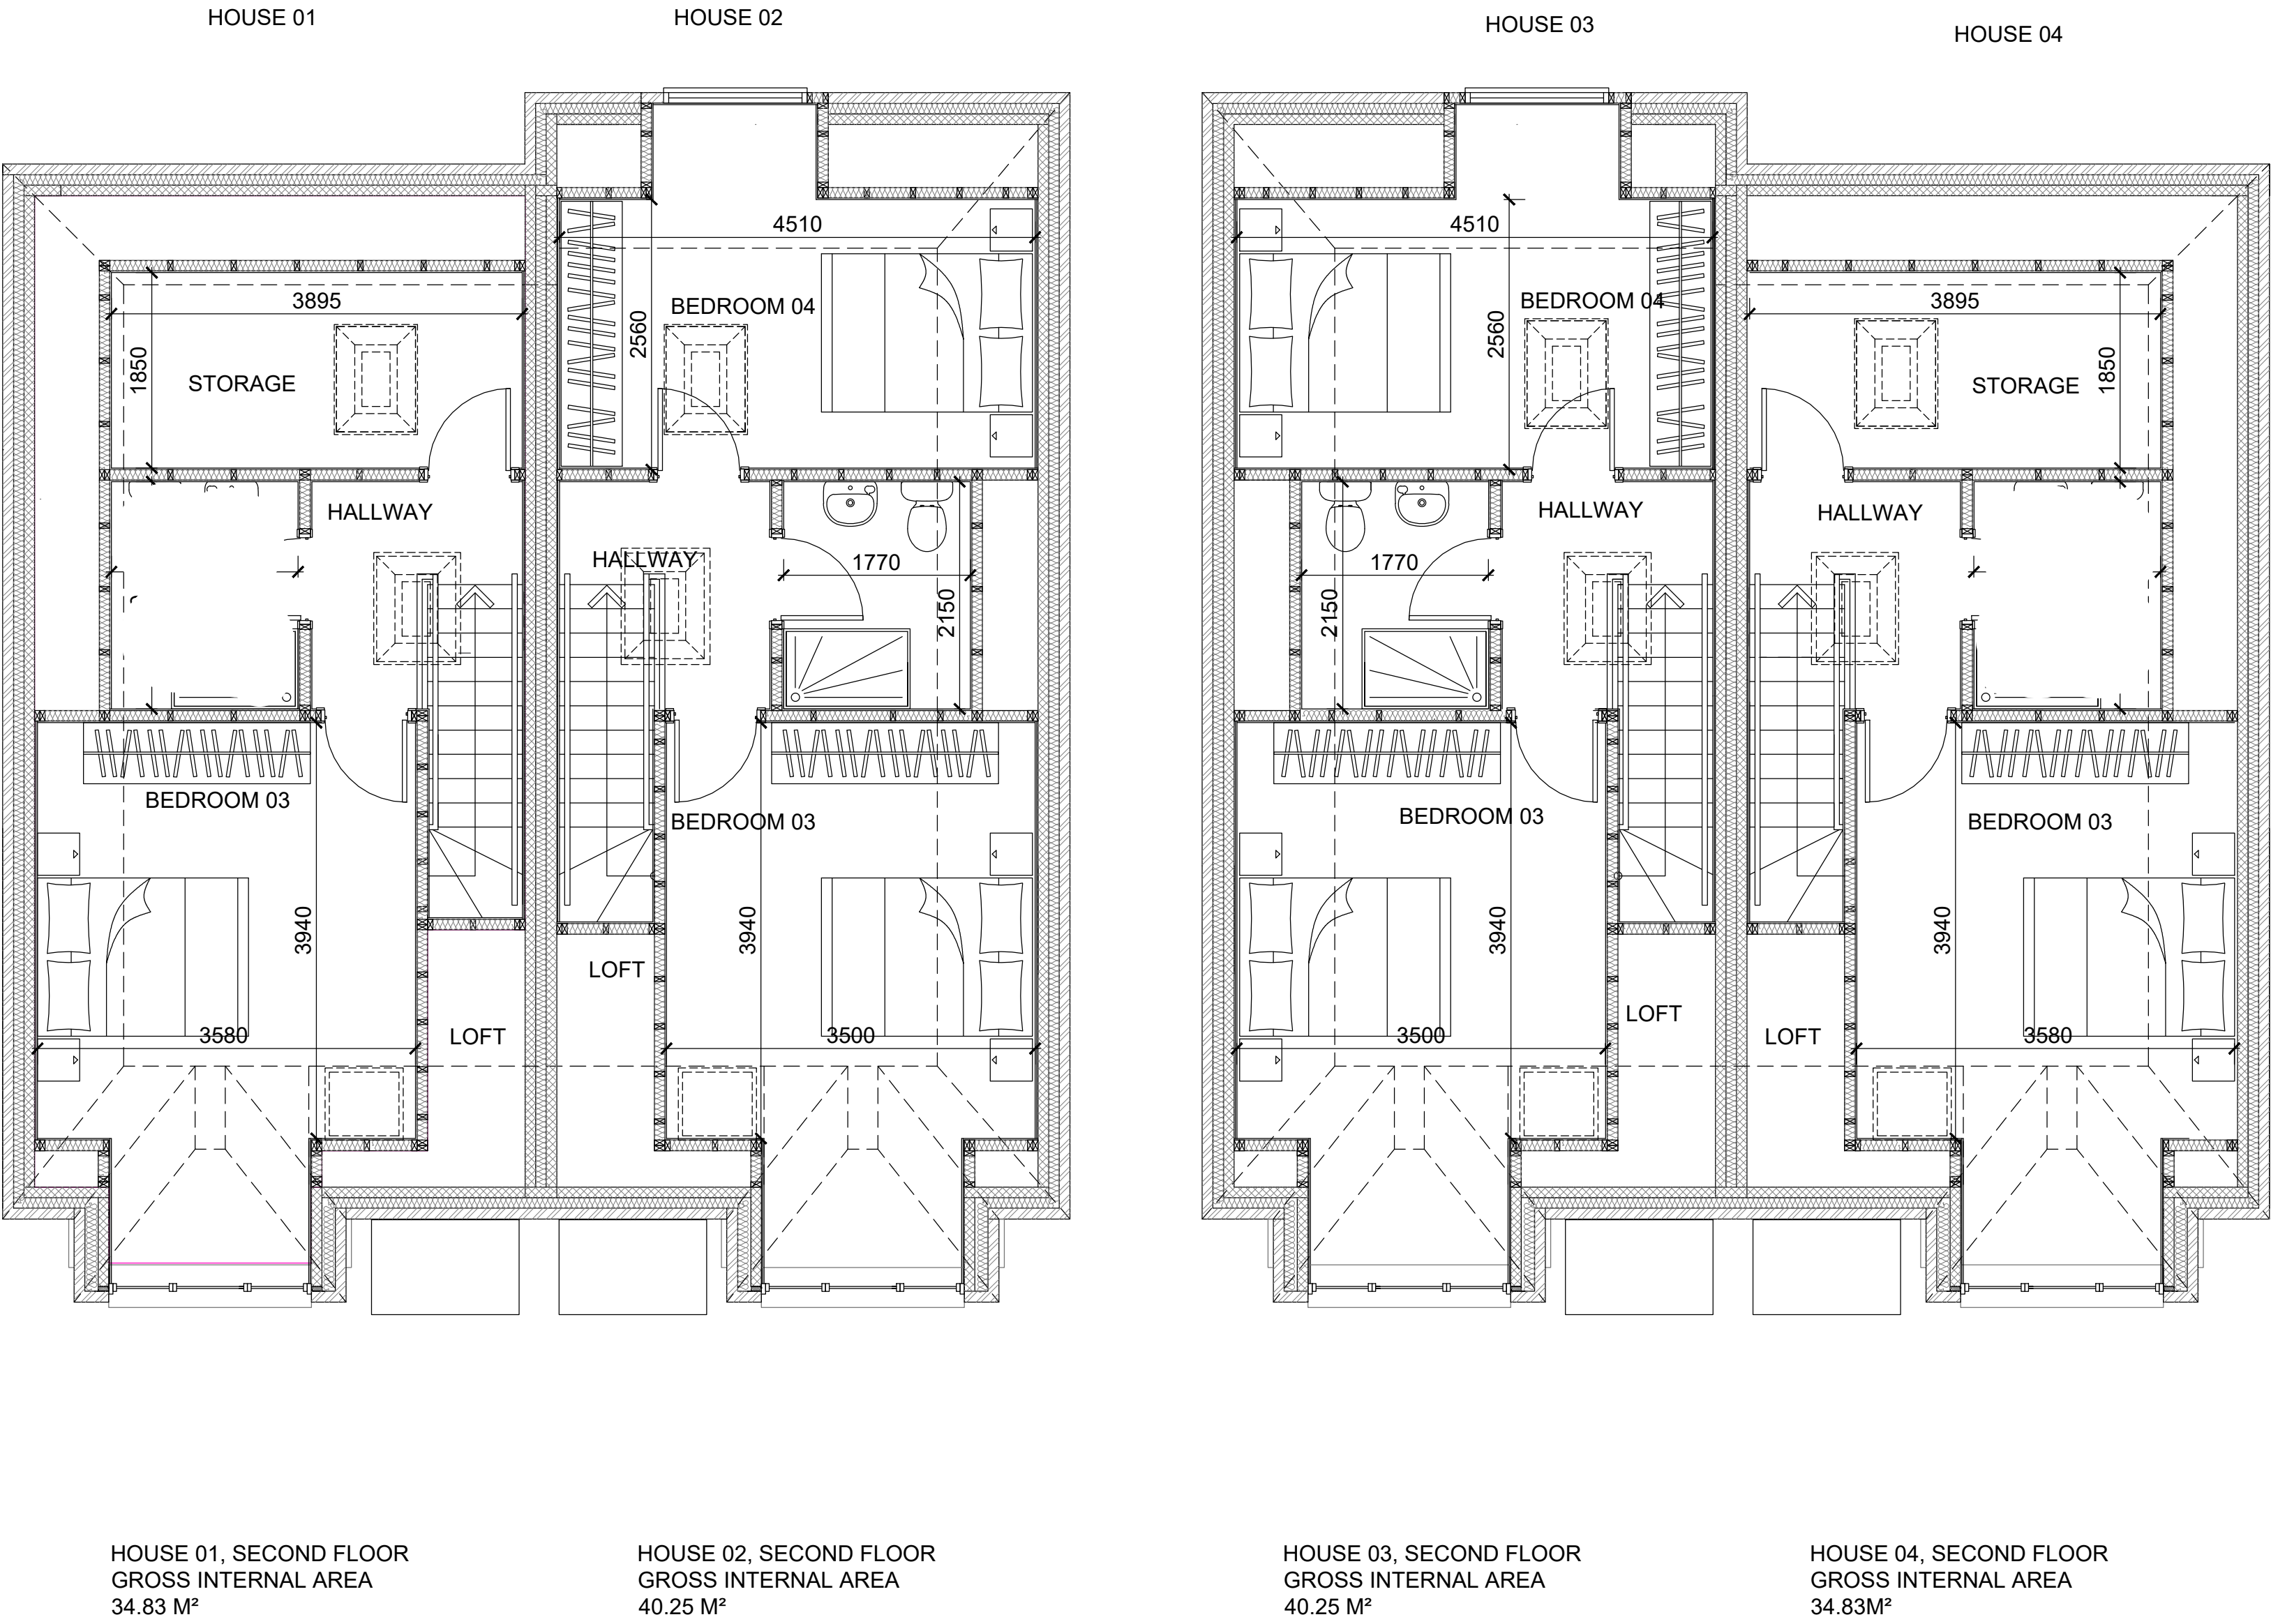 HOUSE 01
HOUSE 02
HOUSE 03
HOUSE 04
3895
1850
STORAGE
HALLWAY
BEDROOM 03
3940
3580
LOFT
4510
BEDROOM 04
2560
HALLWAY
1770
2150
BEDROOM 03
LOFT
3940
3500
4510
BEDROOM 04
2560
HALLWAY
1770
2150
BEDROOM 03
3940
LOFT
3500
3895
1850
STORAGE
HALLWAY
BEDROOM 03
3940
LOFT
3580
HOUSE 01, SECOND FLOOR
GROSS INTERNAL AREA
34.83 M²
HOUSE 02, SECOND FLOOR
GROSS INTERNAL AREA
40.25 M²
HOUSE 03, SECOND FLOOR
GROSS INTERNAL AREA
40.25 M²
HOUSE 04, SECOND FLOOR
GROSS INTERNAL AREA
34.83M²